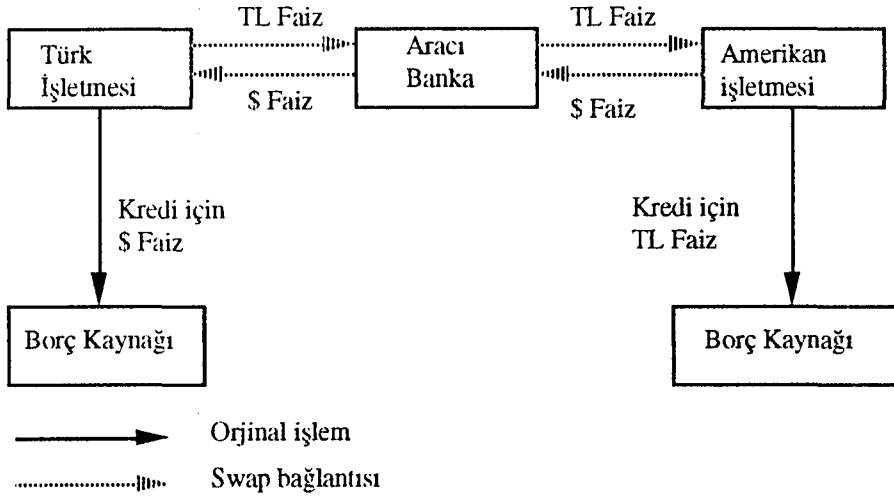 TL Faiz
TL Faiz
Türk
İşletmesi
Aracı
Banka
Amerikan
işletmesi
$ Faiz
$ Faiz
Kredi için
$ Faiz
Kredi için
TL Faiz
Borç Kaynağı
Borç Kaynağı
Orjinal işlem
Swap bağlantısı